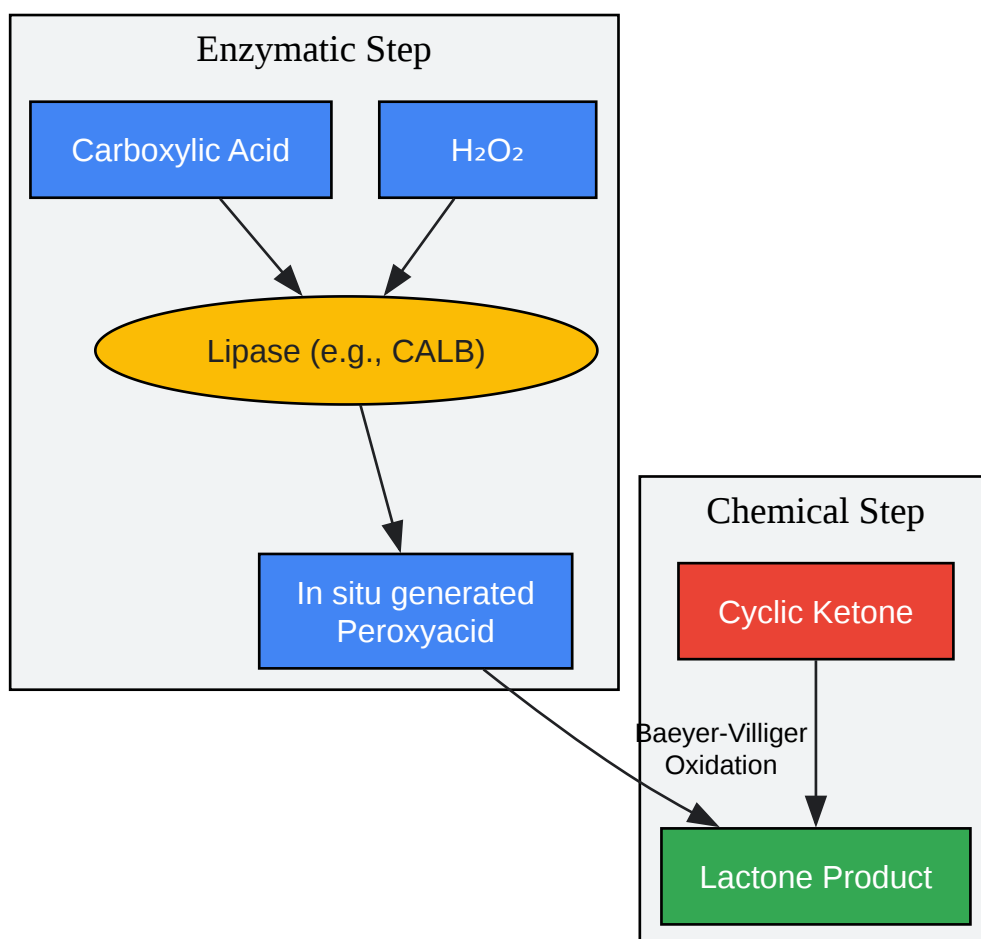 Enzymatic Step
Carboxylic Acid
H₂O₂
Lipase (e.g., CALB)
In situ generated
Peroxyacid
Chemical Step
Cyclic Ketone
Baeyer-Villiger
Oxidation
Lactone Product